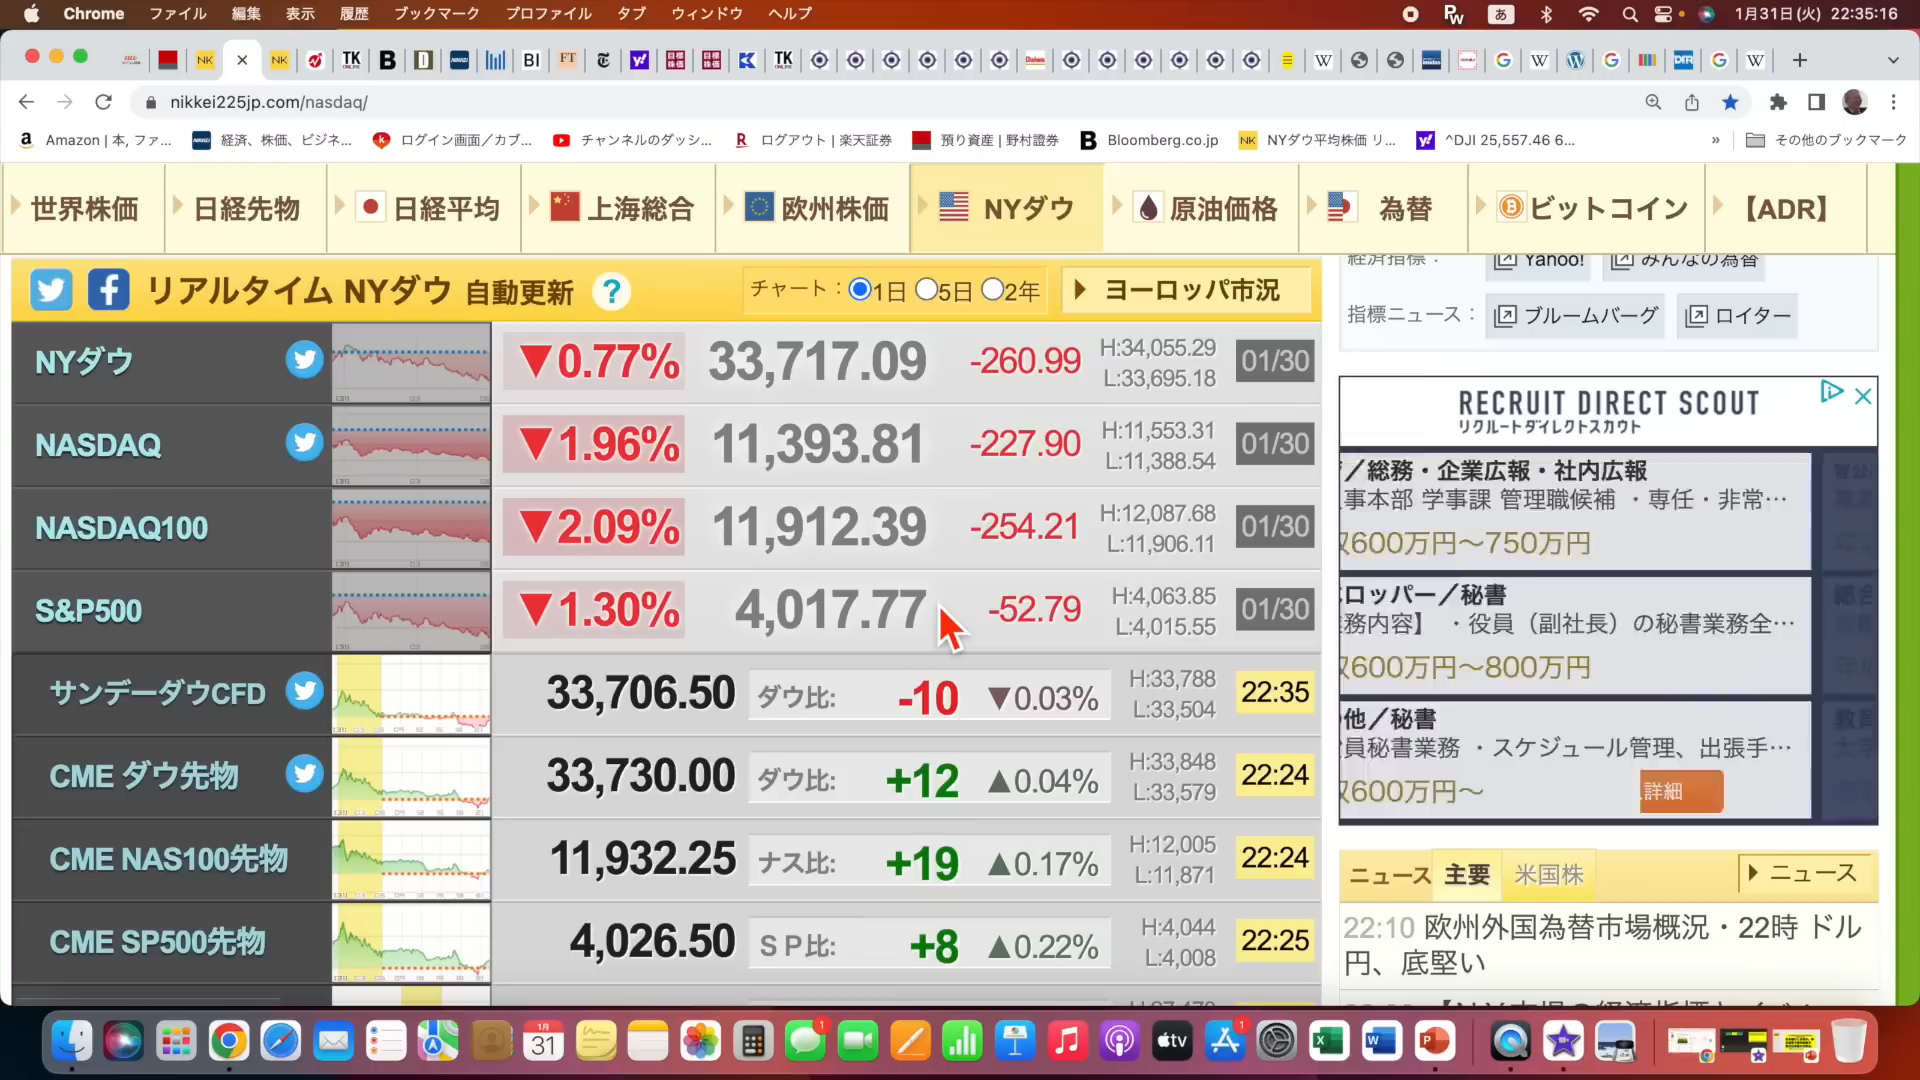 Chrome ファイル 編集 表示 履歴 ブックマーク プロファイル タブ ウィンドウ ヘルプ あ 1月31日(火) 22:35:16
NK NK TK B D BI FT TK W W W
nikkei225jp.com/nasdaq/
Amazon | 本, ファ... 経済、株価、ビジネ... ログイン画面／カブ... チャンネルのダッシ... ログアウト | 楽天証券 預り資産 | 野村證券 Bloomberg.co.jp NYダウ平均株価 リ... ^DJI 25,557.46 6... » その他のブックマーク
世界株価 日経先物 日経平均 上海総合 欧州株価 NYダウ 原油価格 為替 ビットコイン 【ADR】
リアルタイム NYダウ 自動更新 ? チャート：1日 5日 2年 ヨーロッパ市況
NYダウ ▼0.77% 33,717.09 -260.99 H:34,055.29 L:33,695.18 01/30
NASDAQ ▼1.96% 11,393.81 -227.90 H:11,553.31 L:11,388.54 01/30
NASDAQ100 ▼2.09% 11,912.39 -254.21 H:12,087.68 L:11,906.11 01/30
S&P500 ▼1.30% 4,017.77 -52.79 H:4,063.85 L:4,015.55 01/30
サンデーダウCFD 33,706.50 ダウ比: -10 ▼0.03% H:33,788 L:33,504 22:35
CME ダウ先物 33,730.00 ダウ比: +12 ▲0.04% H:33,848 L:33,579 22:24
CME NAS100先物 11,932.25 ナス比: +19 ▲0.17% H:12,005 L:11,871 22:24
CME SP500先物 4,026.50 ＳＰ比: +8 ▲0.22% H:4,044 L:4,008 22:25
経済指標： Yahoo! みんなの為替
指標ニュース： ブルームバーグ ロイター
RECRUIT DIRECT SCOUT
リクルートダイレクトスカウト
／総務・企業広報・社内広報
事本部 学事課 管理職候補 ・専任・非常…
600万円〜750万円
ロッパー／秘書
務内容】 ・役員（副社長）の秘書業務全…
600万円〜800万円
他／秘書
員秘書業務 ・スケジュール管理、出張手…
600万円〜
詳細
ニュース 主要 米国株 ニュース
22:10 欧州外国為替市場概況・22時 ドル
円、底堅い
1月 31 1 tv 1